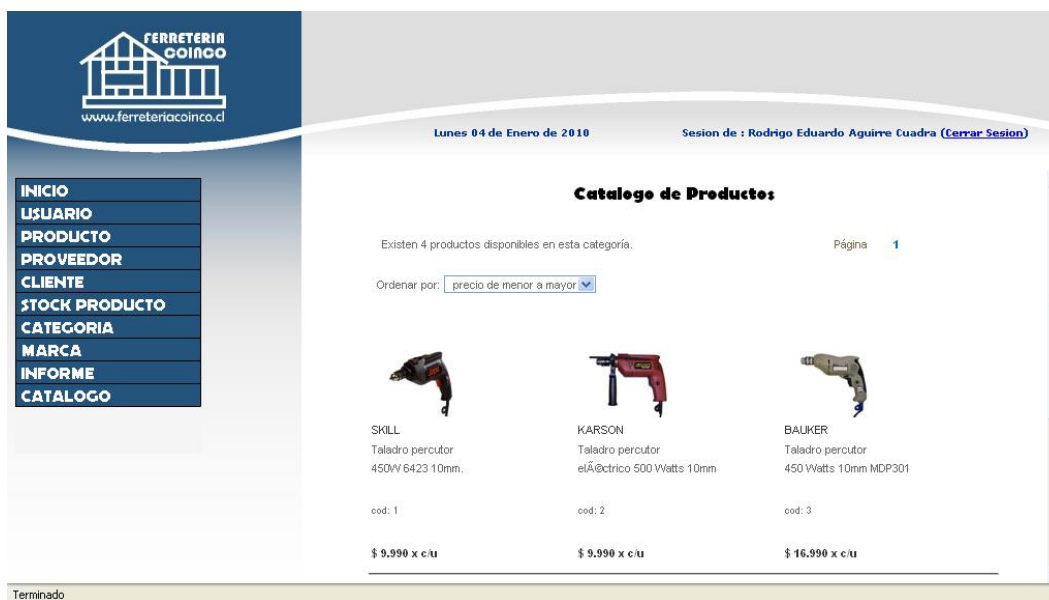 FERRETERIA
COINCO
www.ferreteriacoinco.cl
Lunes 04 de Enero de 2010
Sesion de : Rodrigo Eduardo Aguirre Cuadra (Cerrar Sesion)
INICIO
USUARIO
PRODUCTO
PROVEEDOR
CLIENTE
STOCK PRODUCTO
CATEGORIA
MARCA
INFORME
CATALOGO
Catalogo de Productos
Existen 4 productos disponibles en esta categoría.
Página 1
Ordenar por: precio de menor a mayor
SKILL
Taladro percutor
450W 6423 10mm.
cod: 1
$ 9.990 x c/u
KARSON
Taladro percutor
elÃ©ctrico 500 Watts 10mm
cod: 2
$ 9.990 x c/u
BAUKER
Taladro percutor
450 Watts 10mm MDP301
cod: 3
$ 16.990 x c/u
Terminado